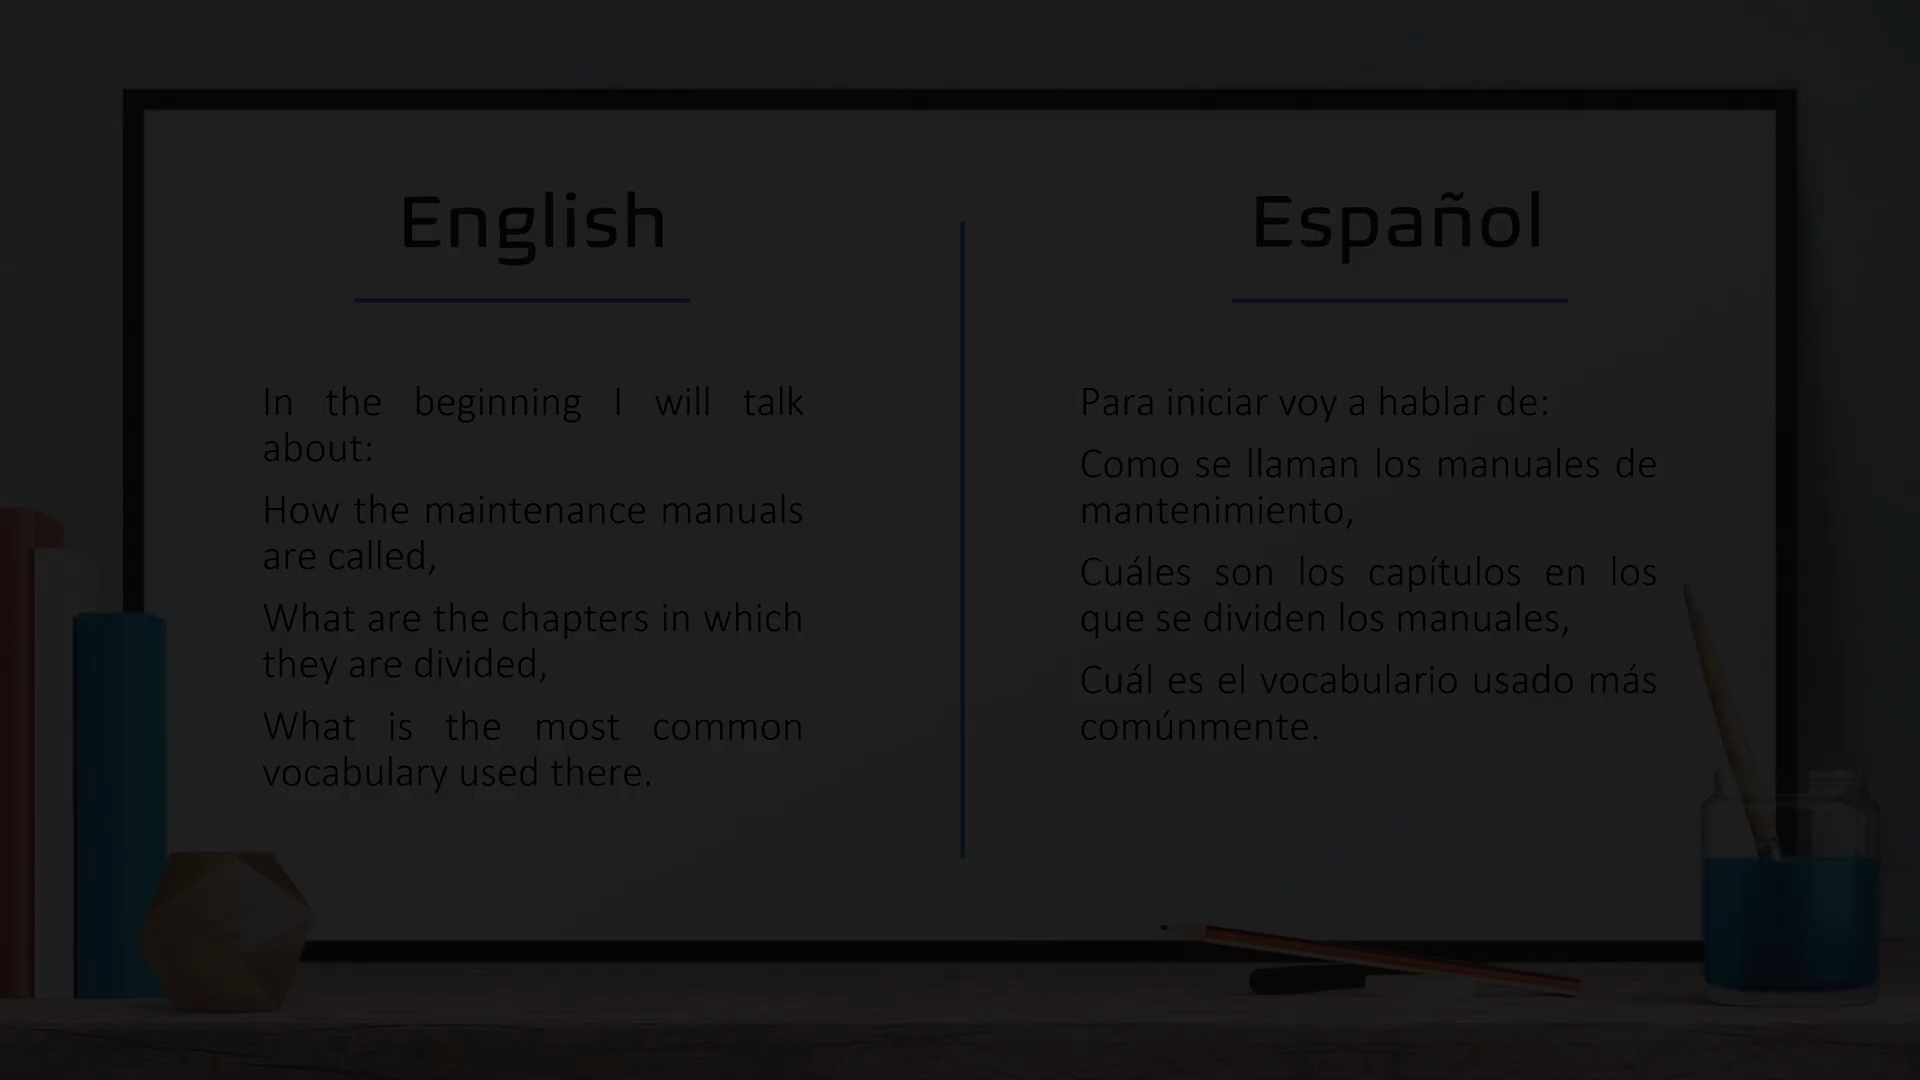 English
In the beginning I will talk
about:
How the maintenance manuals
are called,
What are the chapters in which
they are divided,
What is the most common
vocabulary used there.
Español
Para iniciar voy a hablar de:
Como se llaman los manuales de
mantenimiento,
Cuáles son los capítulos en los
que se dividen los manuales,
Cuál es el vocabulario usado más
comúnmente.